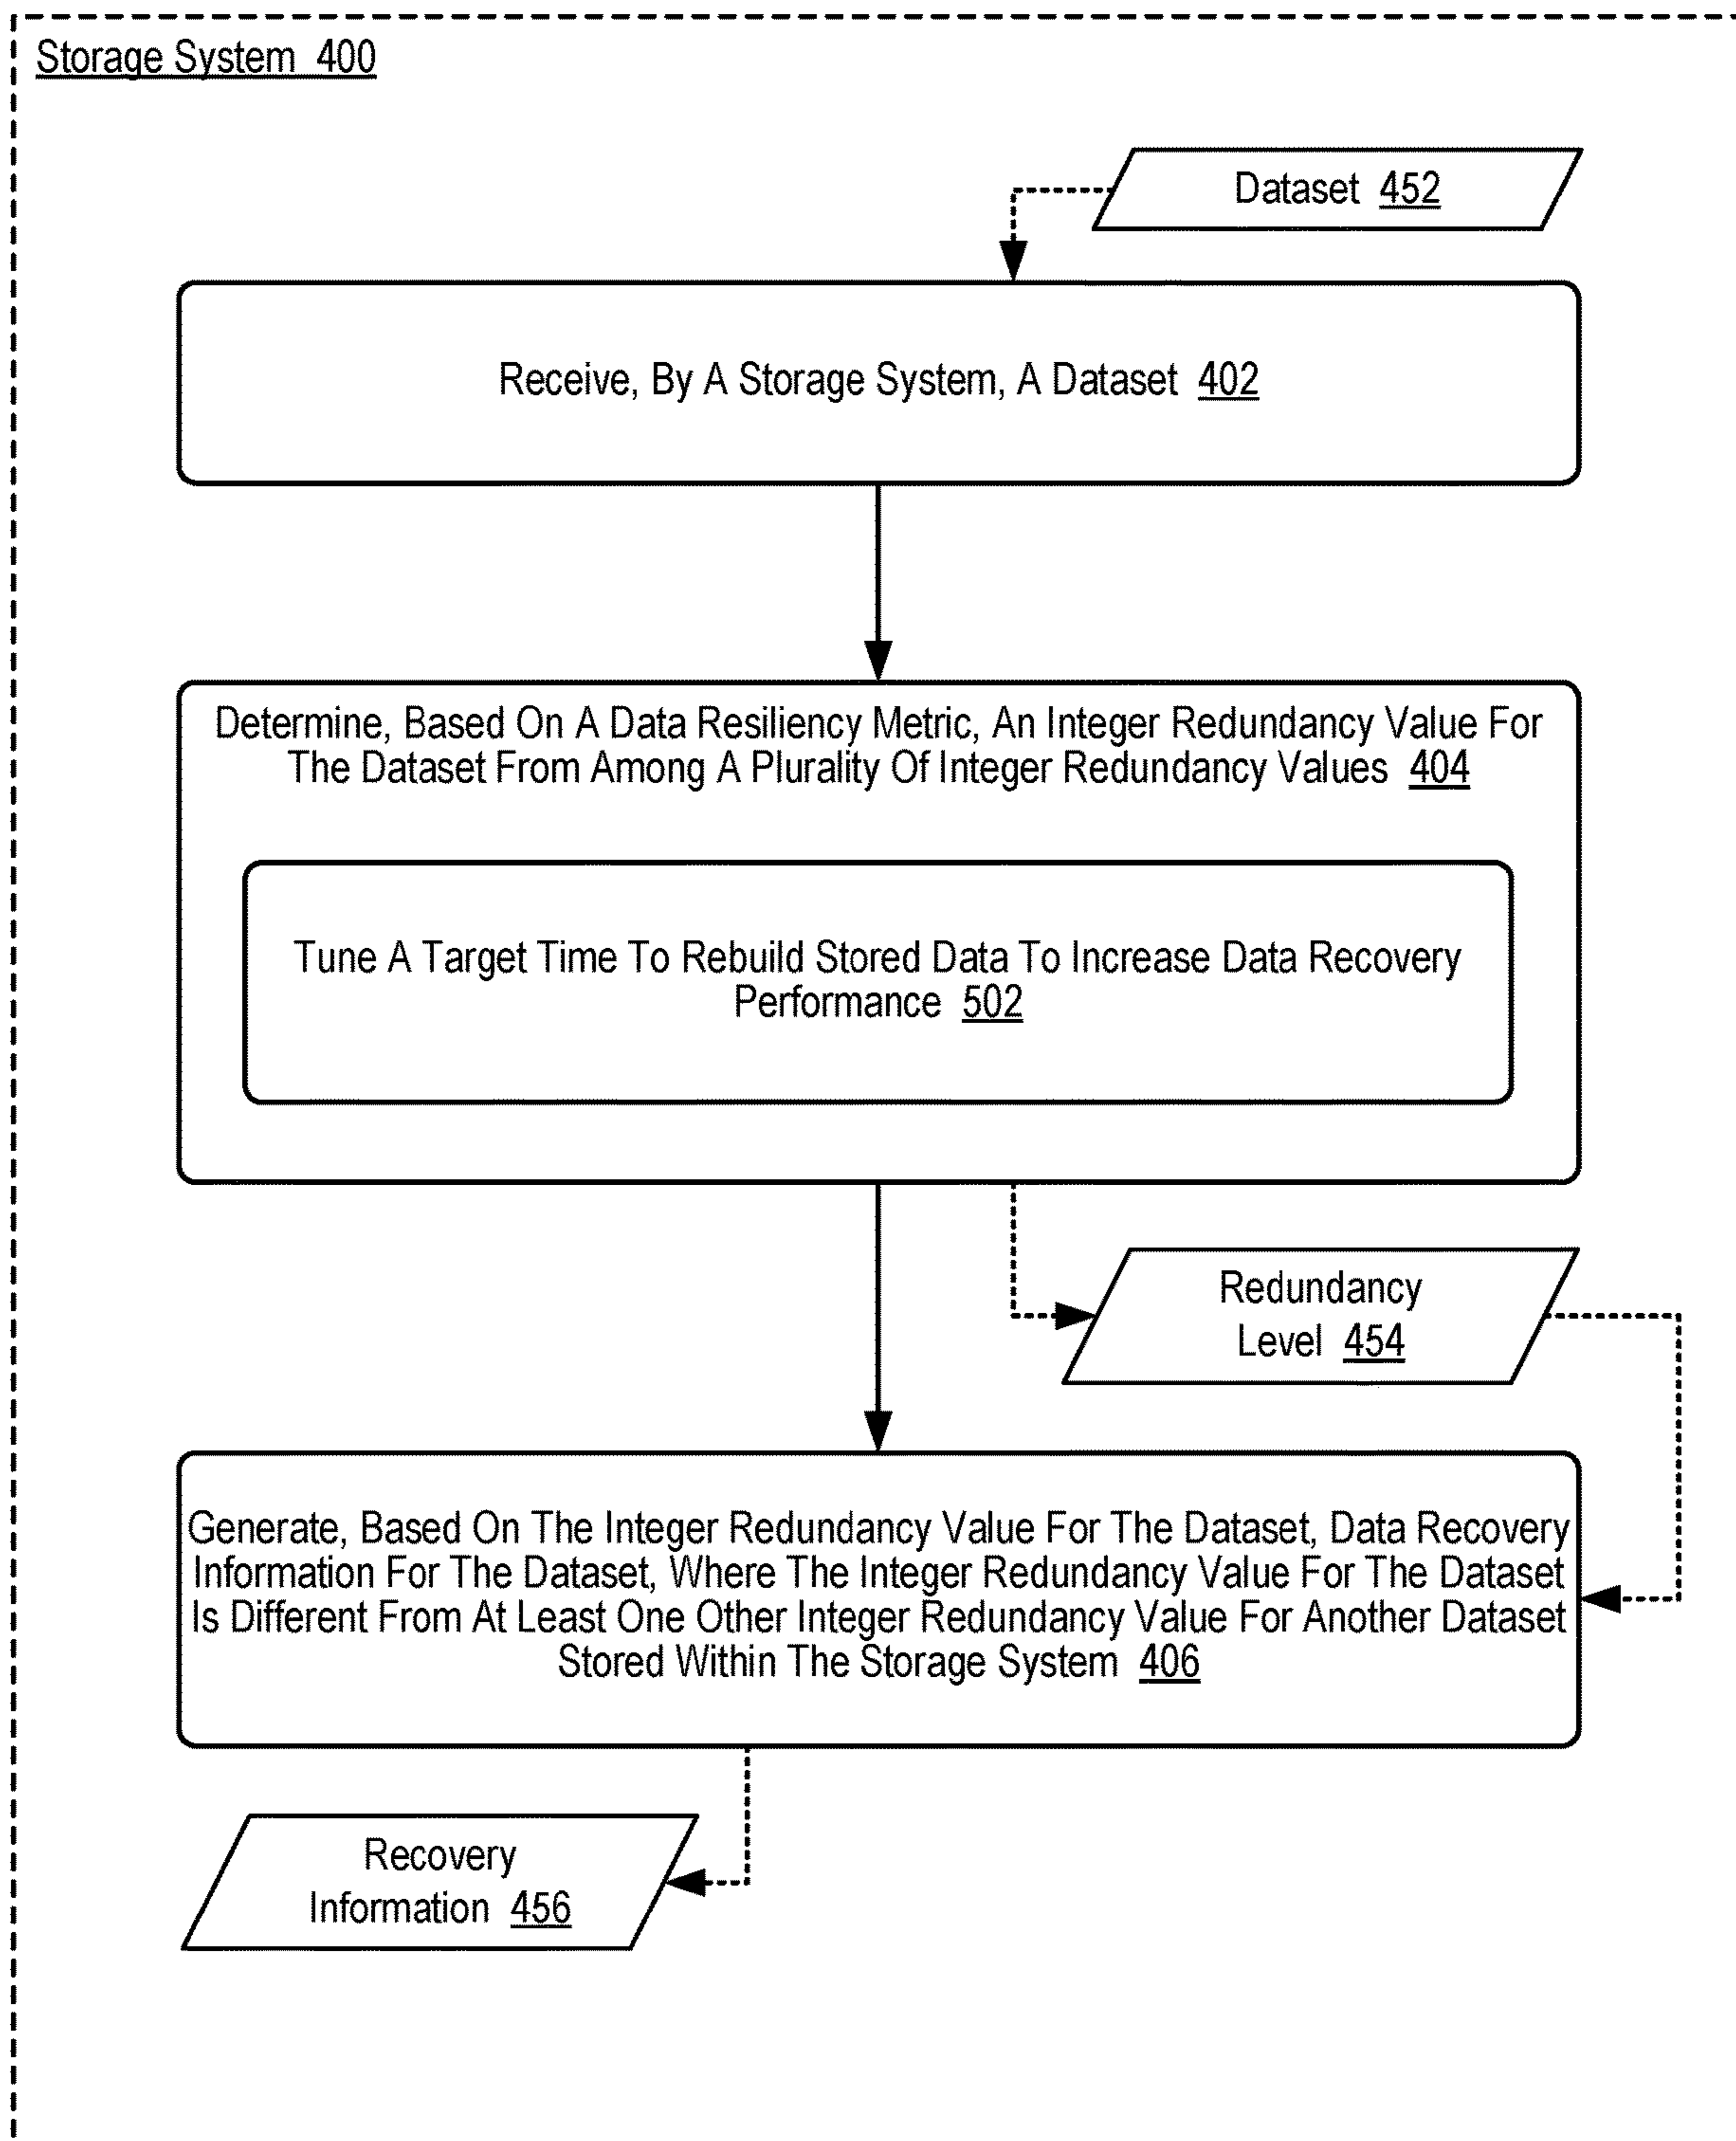 Storage System 400
Dataset 452
Receive, By A Storage System, A Dataset 402
Determine, Based On A Data Resiliency Metric, An Integer Redundancy Value For
The Dataset From Among A Plurality Of Integer Redundancy Values 404
Tune A Target Time To Rebuild Stored Data To Increase Data Recovery
Performance 502
Redundancy
Level 454
Generate, Based On The Integer Redundancy Value For The Dataset, Data Recovery
Information For The Dataset, Where The Integer Redundancy Value For The Dataset
Is Different From At Least One Other Integer Redundancy Value For Another Dataset
Stored Within The Storage System 406
Recovery
Information 456